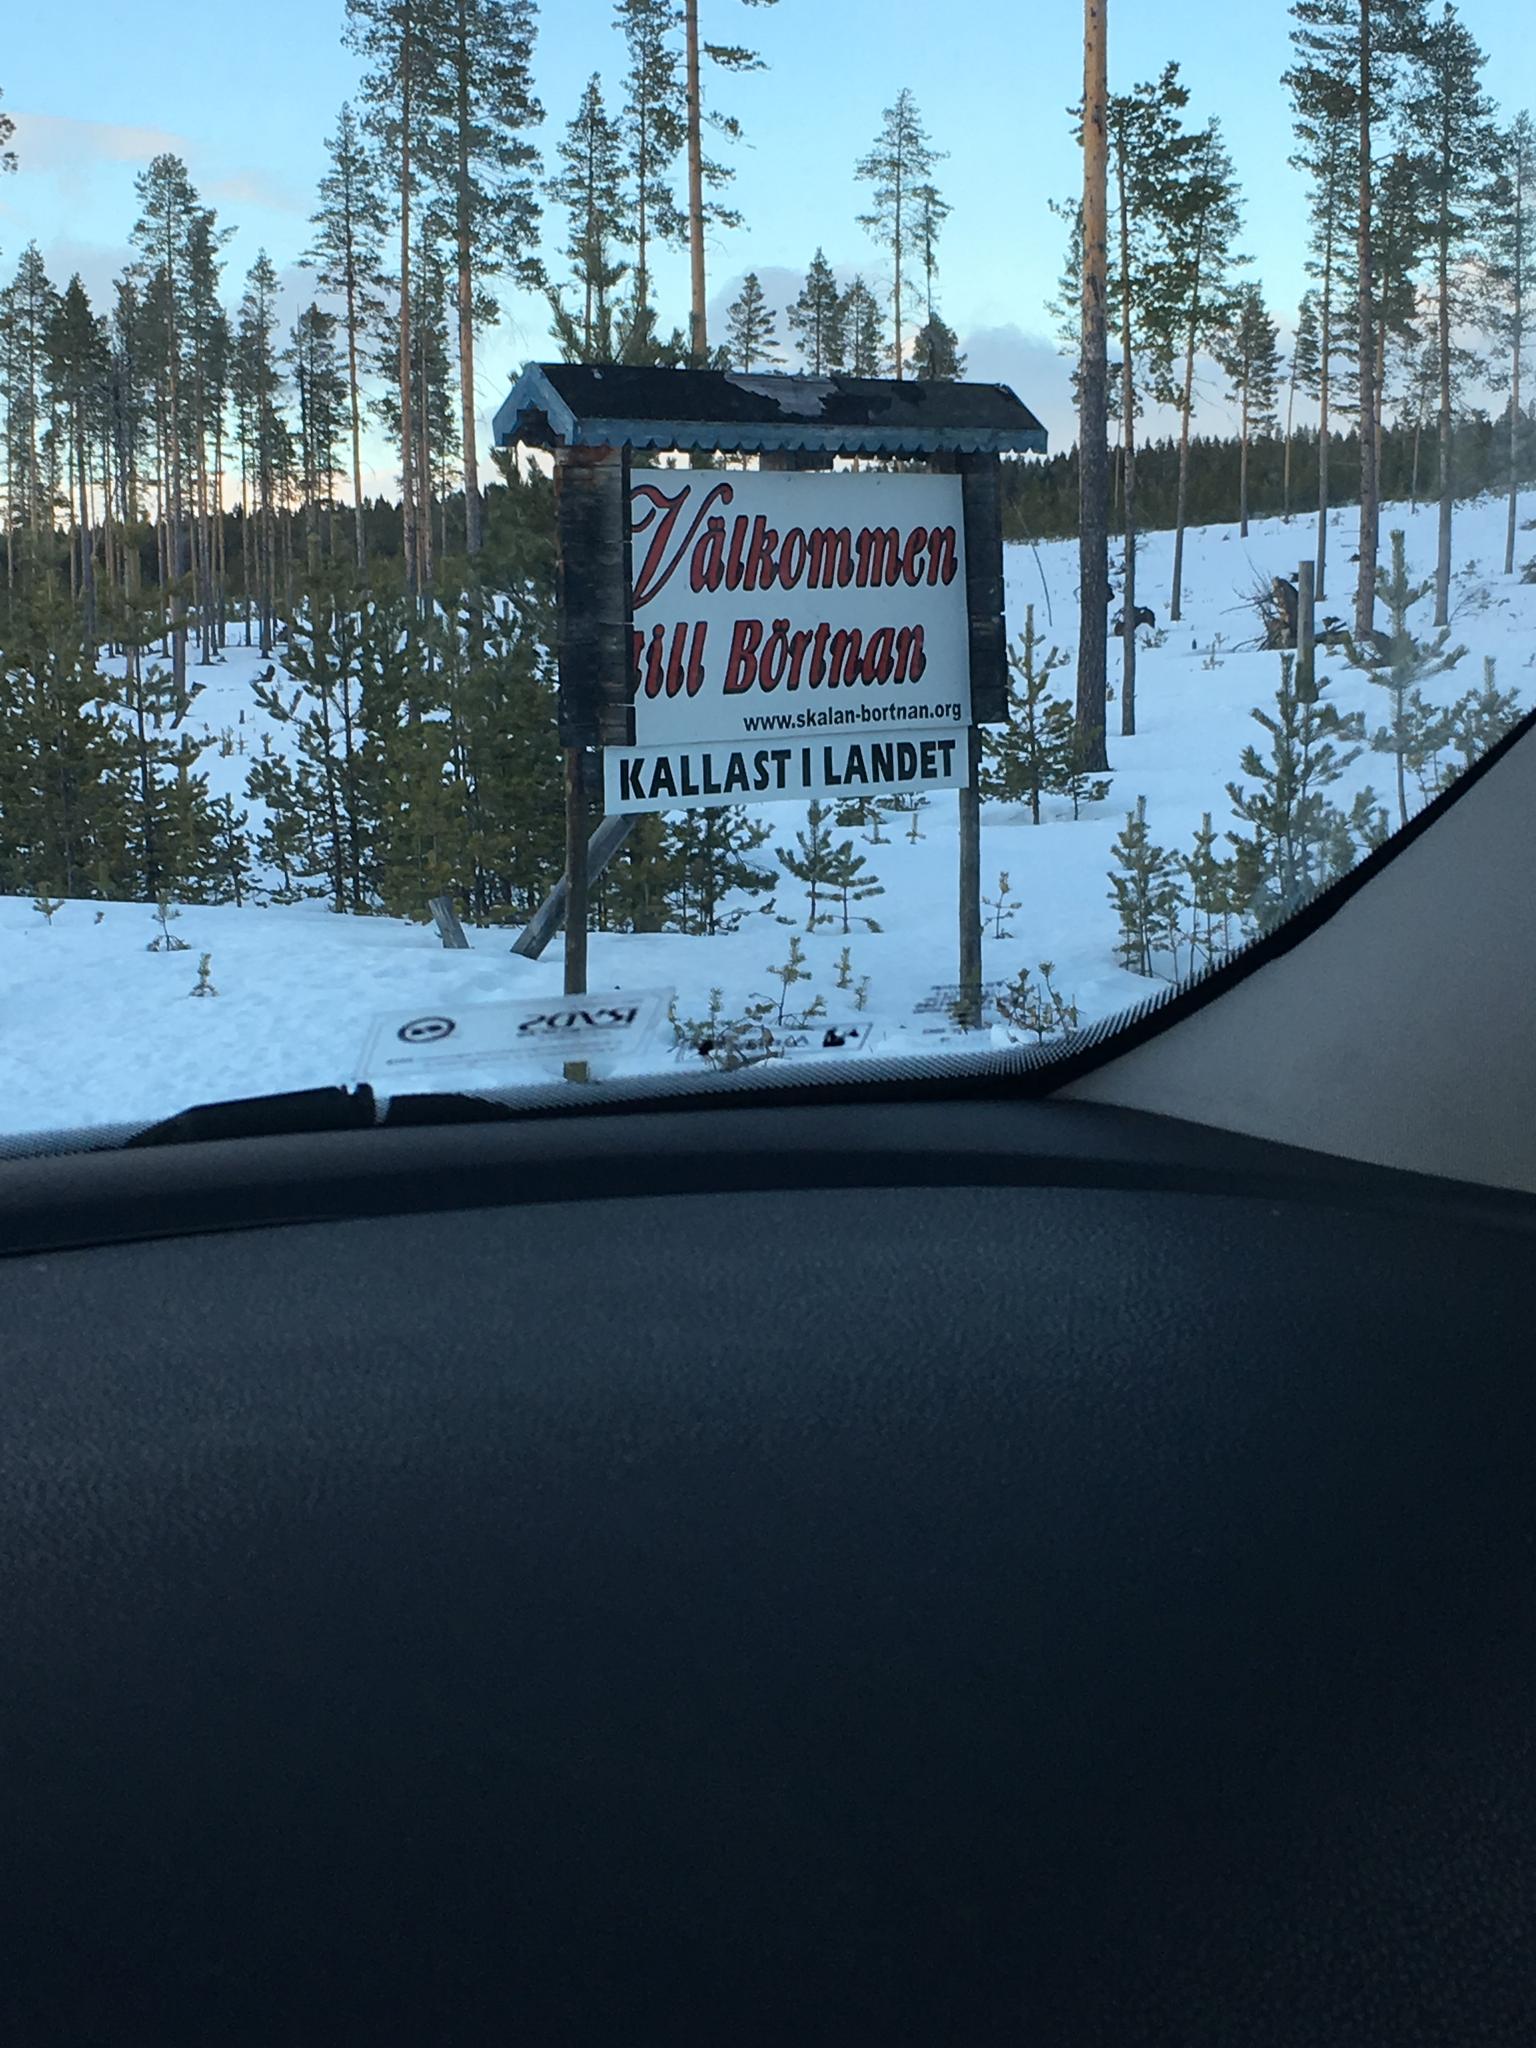 Välkommen
till Börtnan
www.skalan-bortnan.org
KALLAST I LANDET